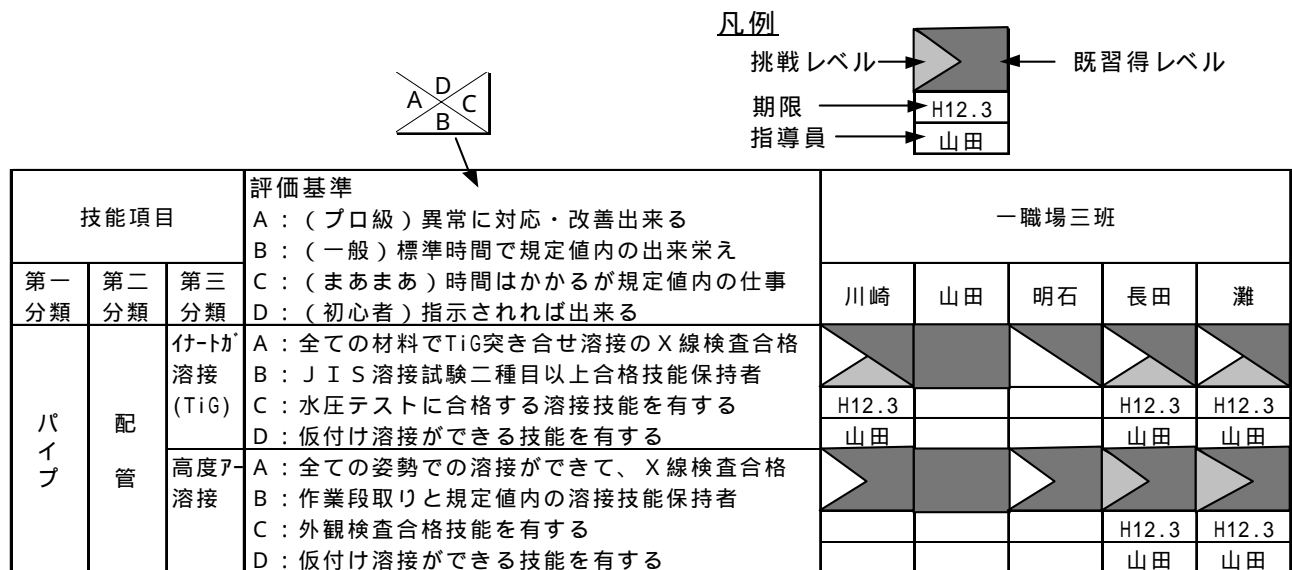 凡例
挑戦レベル
既習得レベル
期限
H12.3
指導員
山田
D
A C
B
技能項目
評価基準
A：（プロ級）異常に対応・改善出来る
B：（一般）標準時間で規定値内の出来栄え
C：（まあまあ）時間はかかるが規定値内の仕事
D：（初心者）指示されれば出来る
一職場三班
第一
分類
第二
分類
第三
分類
川崎 山田 明石 長田 灘
パイプ
配管
ｲﾅｰﾄｶﾞ
溶接
(TiG)
A：全ての材料でTiG突き合せ溶接のX線検査合格
B：JIS溶接試験二種目以上合格技能保持者
C：水圧テストに合格する溶接技能を有する
D：仮付け溶接ができる技能を有する
H12.3 H12.3 H12.3
山田 山田 山田
高度ｱｰ
溶接
A：全ての姿勢での溶接ができて、X線検査合格
B：作業段取りと規定値内の溶接技能保持者
C：外観検査合格技能を有する
D：仮付け溶接ができる技能を有する
H12.3 H12.3
山田 山田